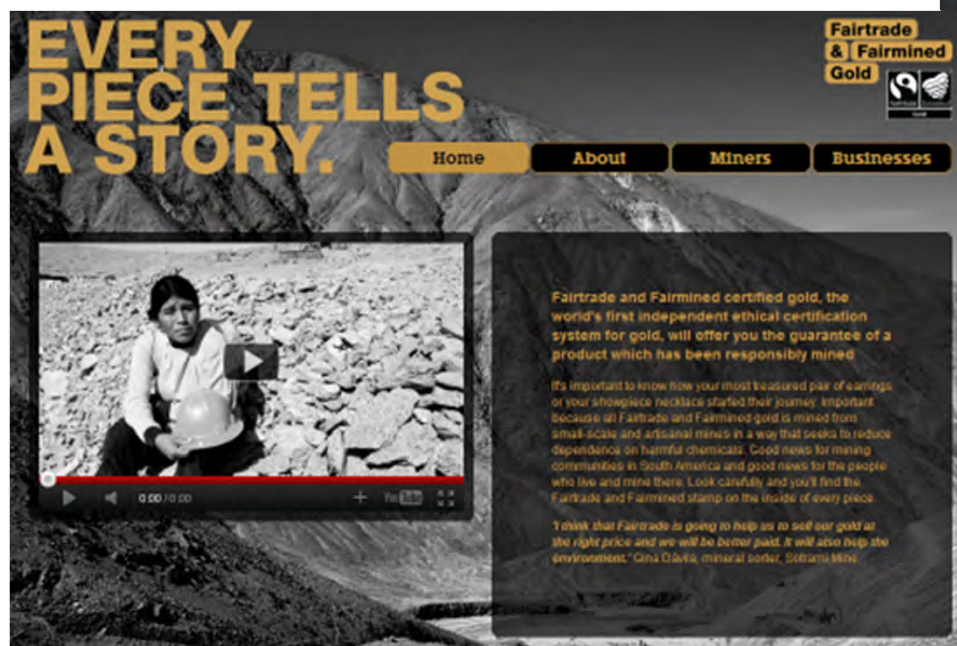 EVERY
PIECE TELLS
A STORY.
Fairtrade
& Fairmined
Gold
Home
About
Miners
Businesses
Fairtrade and Fairmined certified gold, the
world's first independent ethical certification
system for gold, will offer you the guarantee of a
product which has been responsibly mined
It's important to know how your most treasured pair of earrings
or your showpiece necklace started their journey. Important
because all Fairtrade and Fairmined gold is mined from
small-scale and artisanal mines in a way that seeks to reduce
dependence on harmful chemicals. Good news for mining
communities in South America and good news for the people
who live and mine there. Look carefully and you'll find the
Fairtrade and Fairmined stamp on the inside of every piece.
"I think that Fairtrade is going to help us to sell our gold at
the right price and we will be better paid. It will also help the
environment." Gina Dávila, mineral sorter, Sotrami Mine
0:00 / 0:00
YouTube